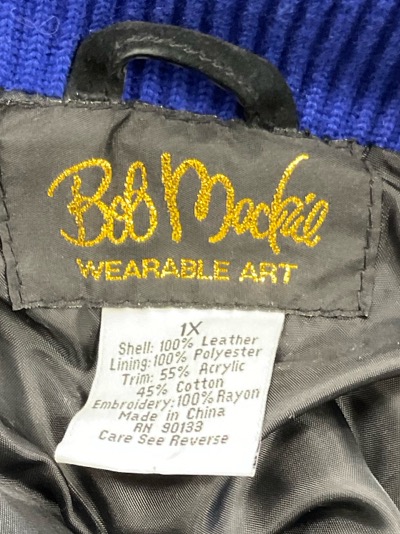 Bob Mackie
WEARABLE ART
1X
Shell: 100% Leather
Lining: 100% Polyester
Trim: 55% Acrylic
45% Cotton
Embroidery: 100% Rayon
Made in China
RN 90133
Care See Reverse